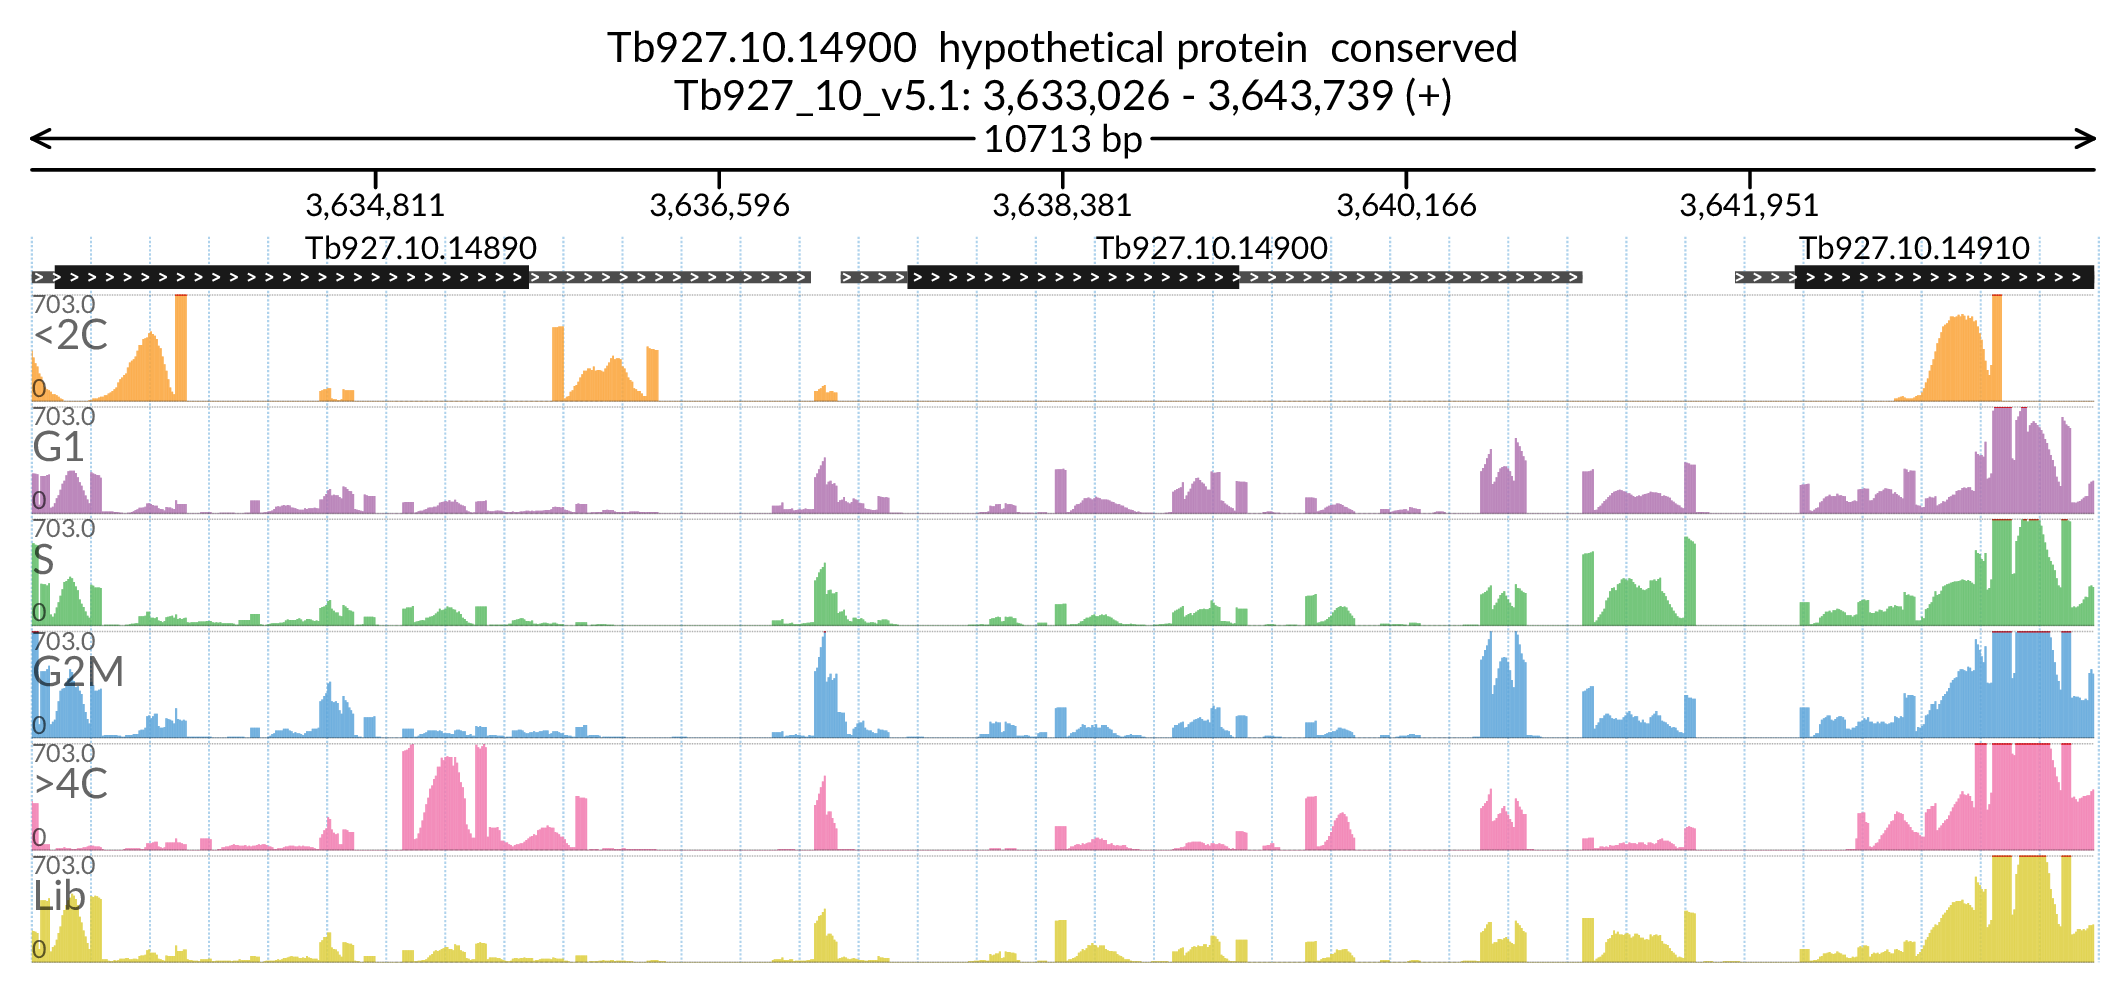 Tb927.10.14900  hypothetical protein  conserved
Tb927_10_v5.1: 3,633,026 - 3,643,739 (+)
10713 bp
3,634,811 3,636,596 3,638,381 3,640,166 3,641,951
Tb927.10.14890 Tb927.10.14900 Tb927.10.14910
703.0
<2C
0
703.0
G1
0
703.0
S
0
703.0
G2M
0
703.0
>4C
0
703.0
Lib
0